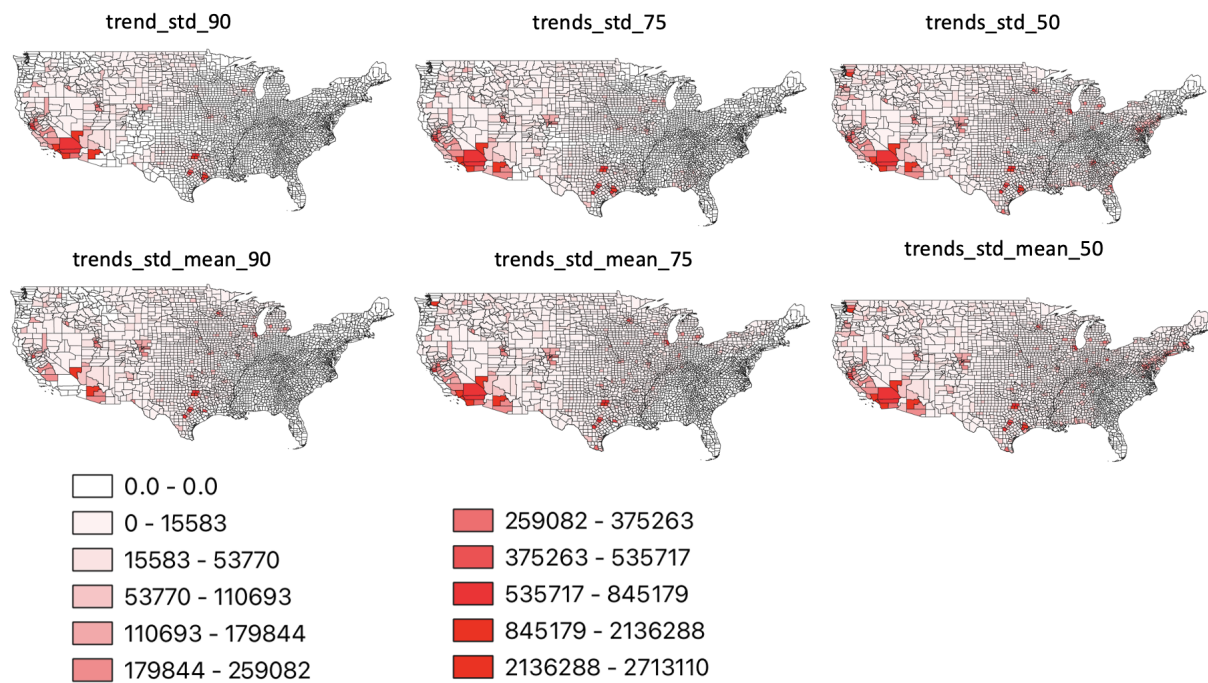 trend_std_90
trends_std_75
trends_std_50
trends_std_mean_90
trends_std_mean_75
trends_std_mean_50
0.0 - 0.0
0 - 15583
15583 - 53770
53770 - 110693
110693 - 179844
179844 - 259082
259082 - 375263
375263 - 535717
535717 - 845179
845179 - 2136288
2136288 - 2713110